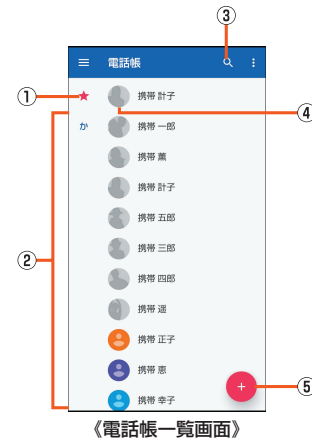 ③
電話帳
①
携帯 計子
④
か
携帯 一郎
携帯 薫
携帯 計子
携帯 五郎
②
携帯 三郎
携帯 四郎
携帯 遥
携帯 正子
携帯 恵
⑤
携帯 幸子
《電話帳一覧画面》